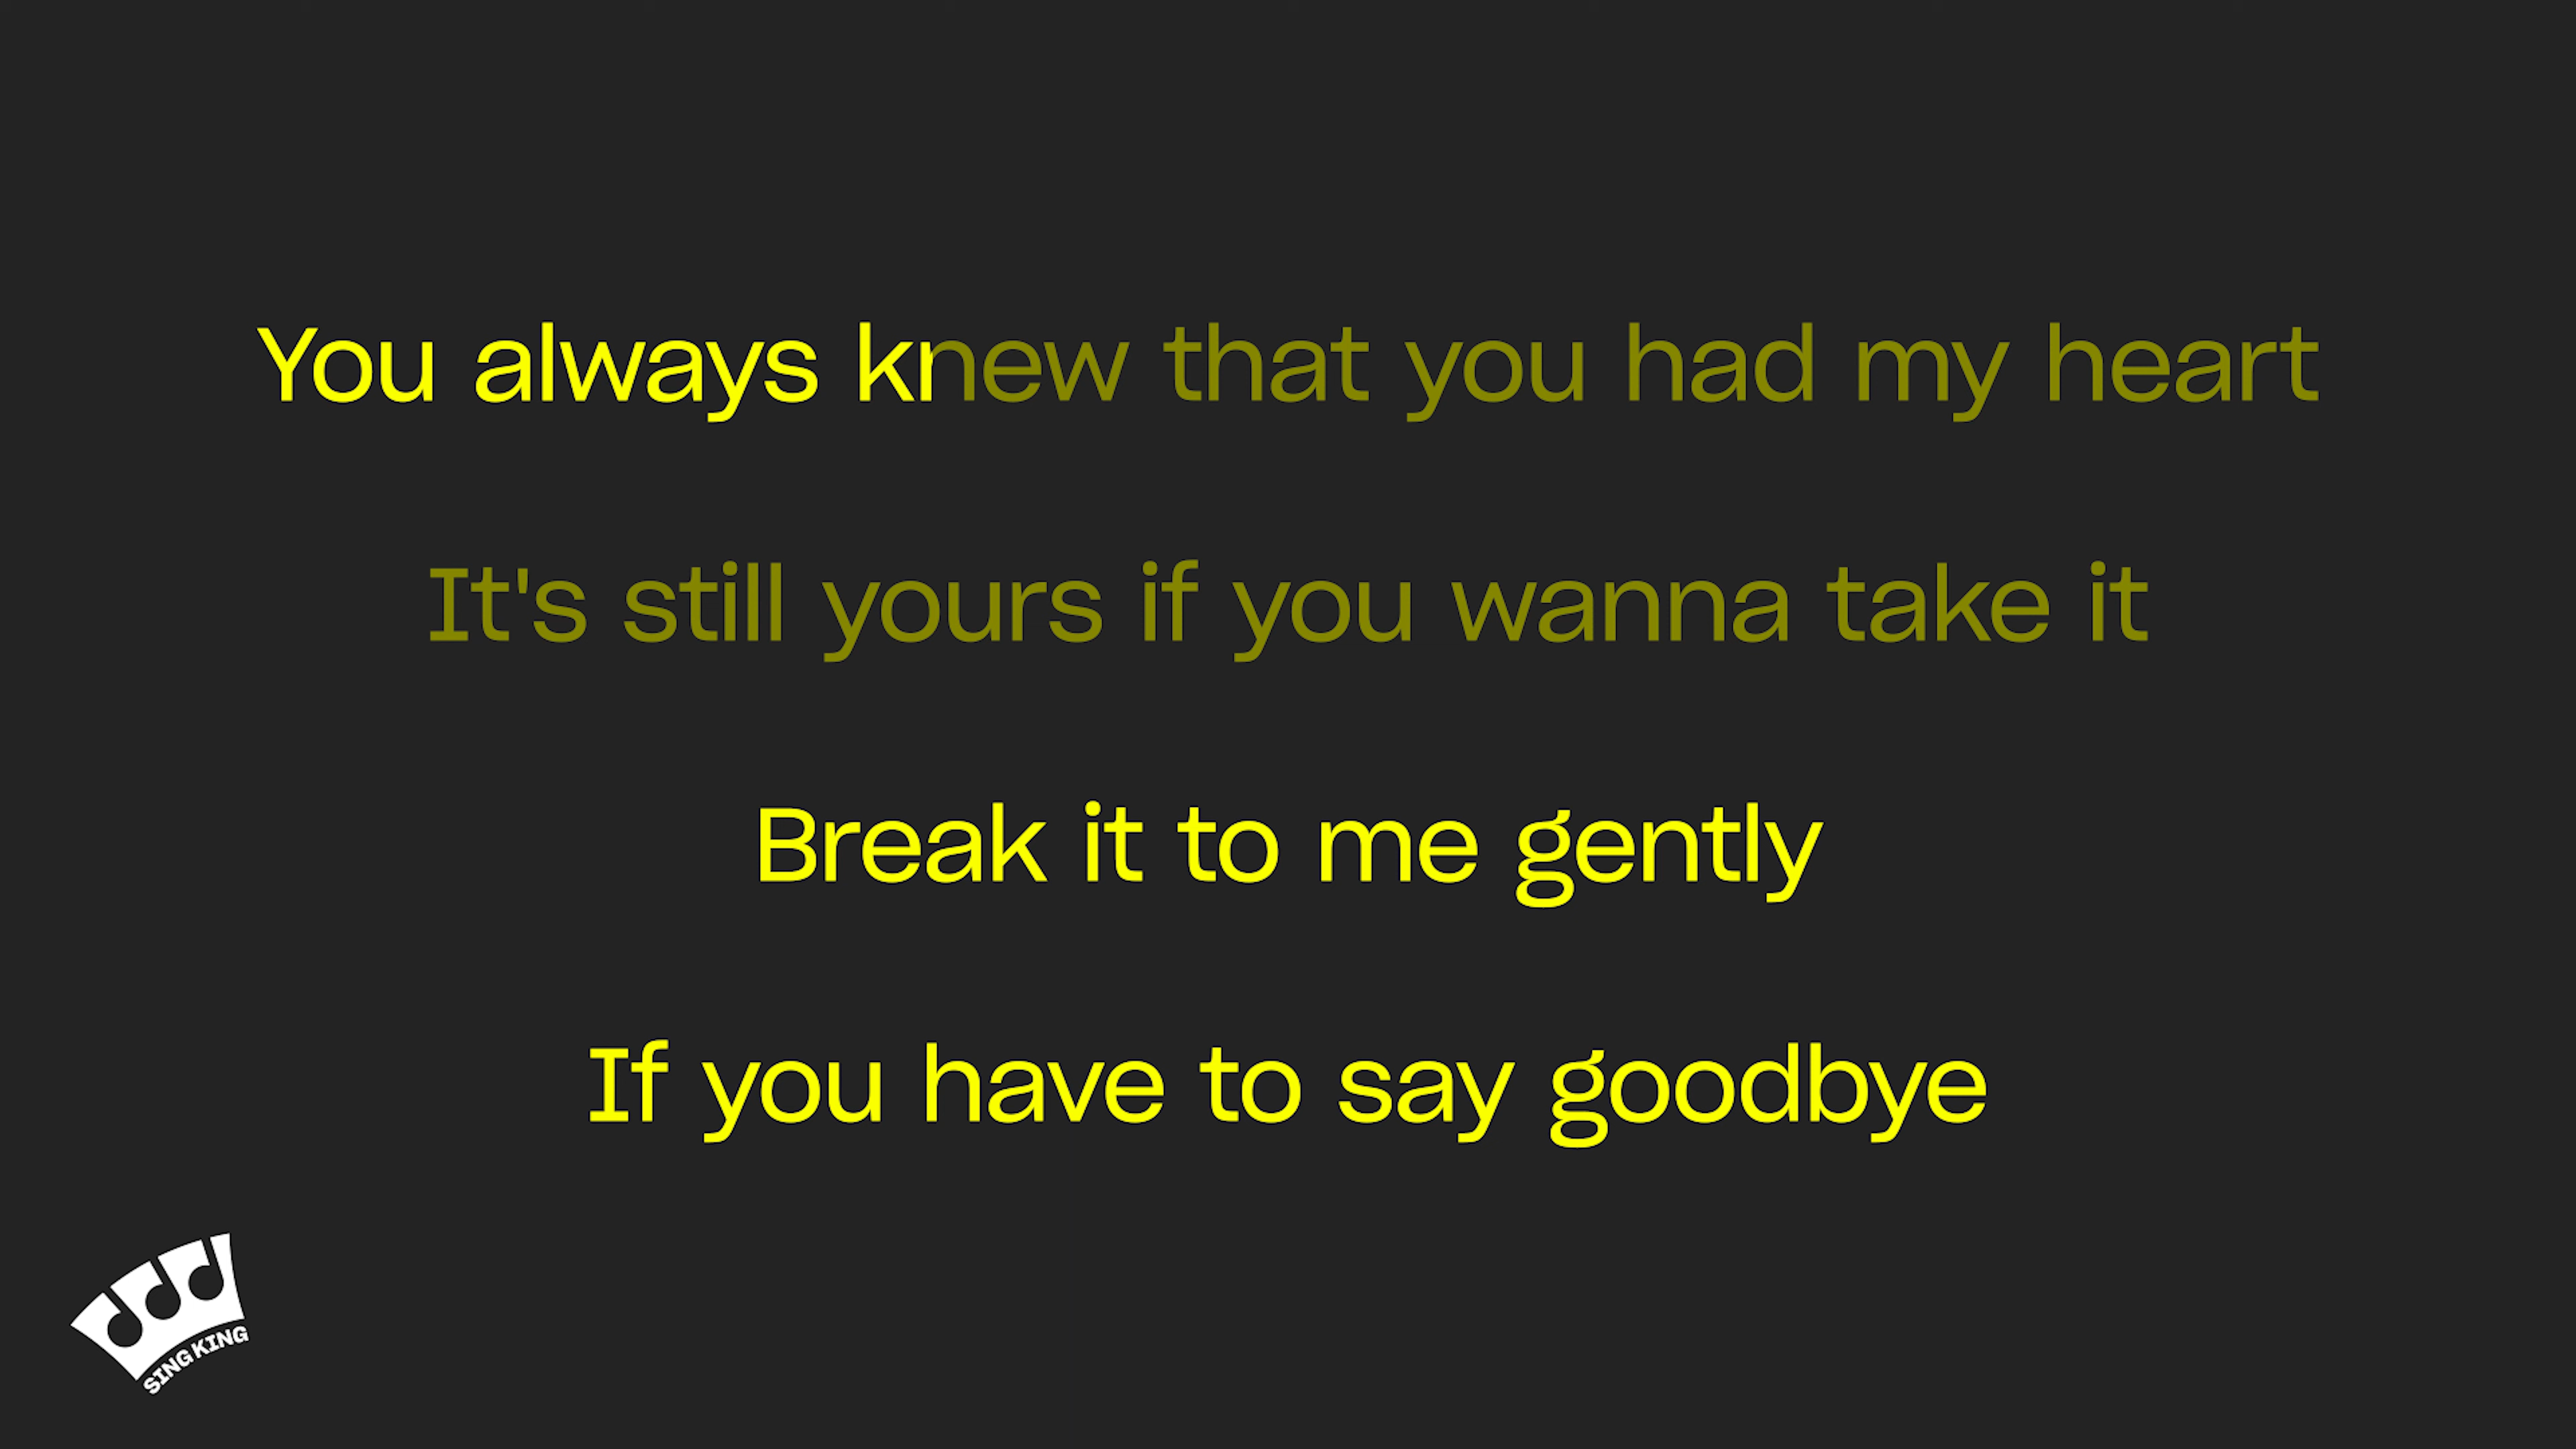 You always knew that you had my heart
It's still yours if you wanna take it
Break it to me gently
If you have to say goodbye
SING KING